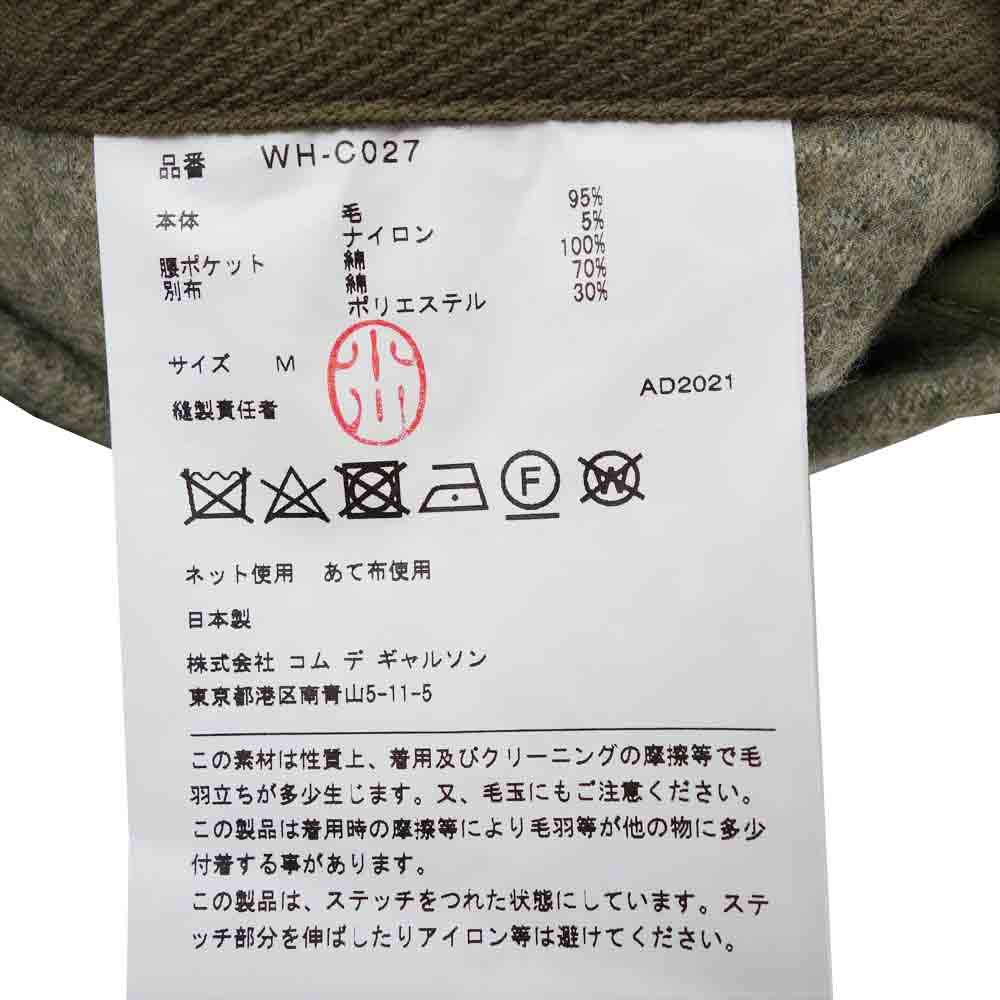 品番 WH-C027
本体 毛 95%
ナイロン 5%
腰ポケット 綿 100%
別布 綿 70%
ポリエステル 30%
サイズ M
AD2021
縫製責任者
F
W
ネット使用 あて布使用
日本製
株式会社 コム デ ギャルソン
東京都港区南青山5-11-5
この素材は性質上、着用及びクリーニングの摩擦等で毛
羽立ちが多少生じます。又、毛玉にもご注意ください。
この製品は着用時の摩擦等により毛羽等が他の物に多少
付着する事があります。
この製品は、ステッチをつれた状態にしています。ステ
ッチ部分を伸ばしたりアイロン等は避けてください。